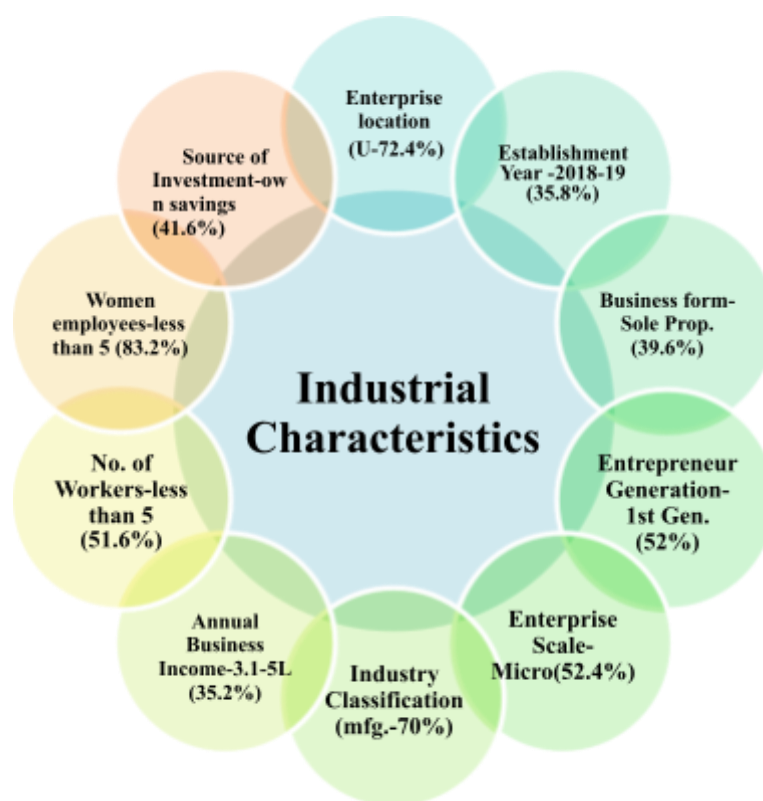 Enterprise
location
(U-72.4%)
Establishment
Year -2018-19
(35.8%)
Business form-
Sole Prop.
(39.6%)
Entrepreneur
Generation-
1st Gen.
(52%)
Enterprise
Scale-
Micro(52.4%)
Industry
Classification
(mfg.-70%)
Annual
Business
Income-3.1-5L
(35.2%)
No. of
Workers-less
than 5
(51.6%)
Women
employees-less
than 5 (83.2%)
Source of
Investment-ow
n savings
(41.6%)
Industrial
Characteristics